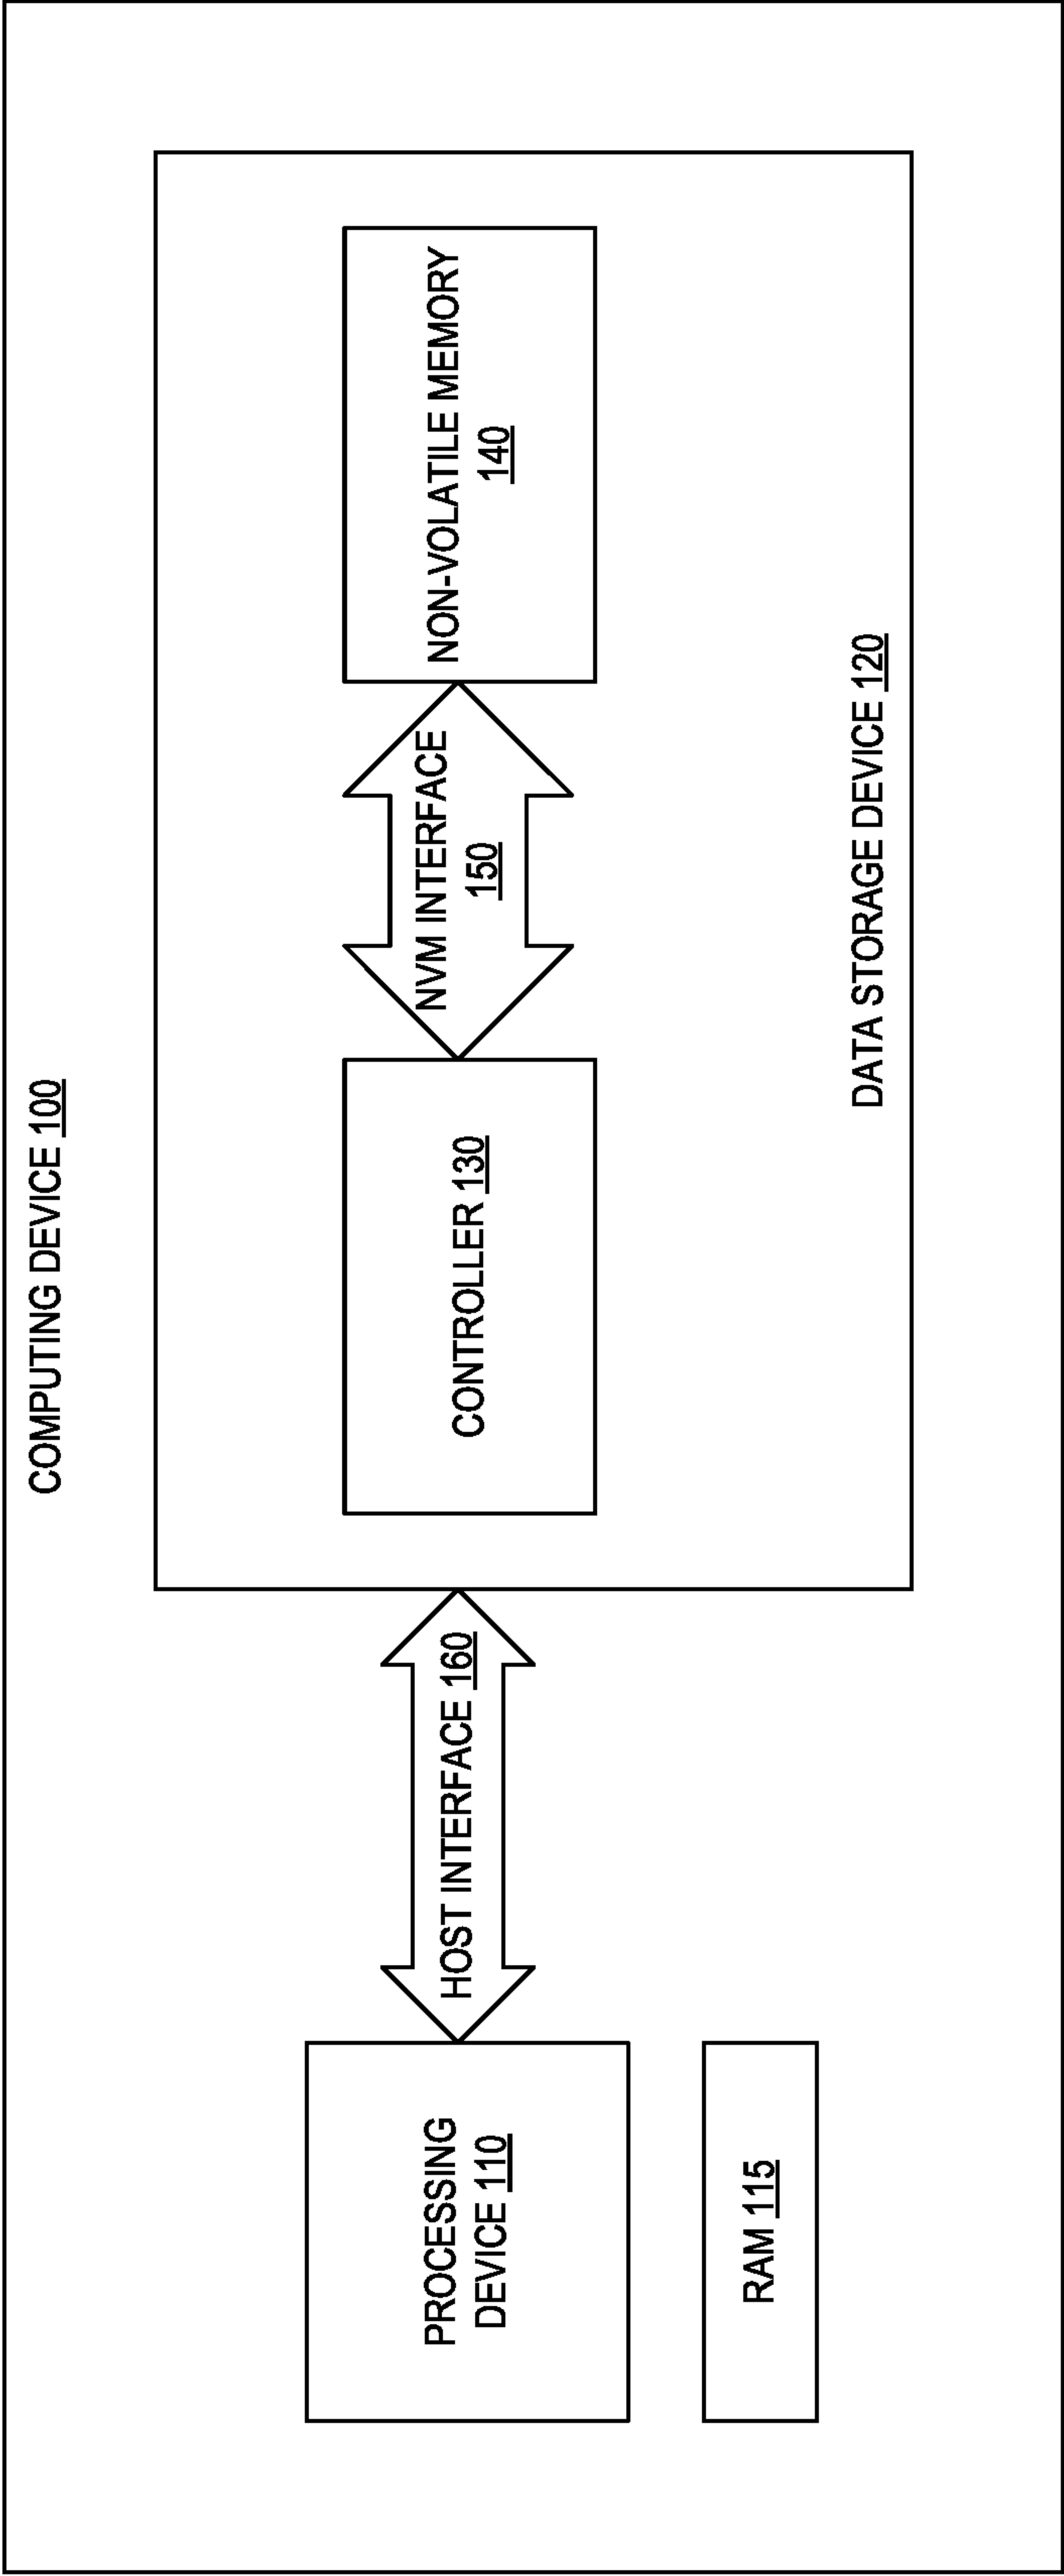 COMPUTING DEVICE 100
PROCESSING
DEVICE 110
HOST INTERFACE 160
CONTROLLER 130
NVM INTERFACE
150
NON-VOLATILE MEMORY
140
RAM 115
DATA STORAGE DEVICE 120